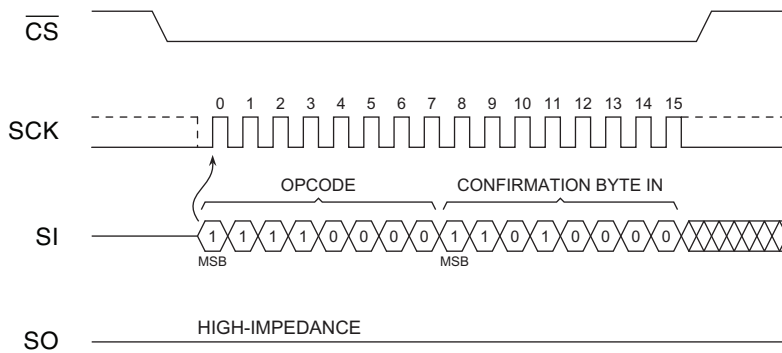 CS
0 1 2 3 4 5 6 7 8 9 10 11 12 13 14 15
SCK
OPCODE CONFIRMATION BYTE IN
SI 1 1 1 1 0 0 0 0 1 1 0 1 0 0 0 0
MSB MSB
HIGH-IMPEDANCE
SO